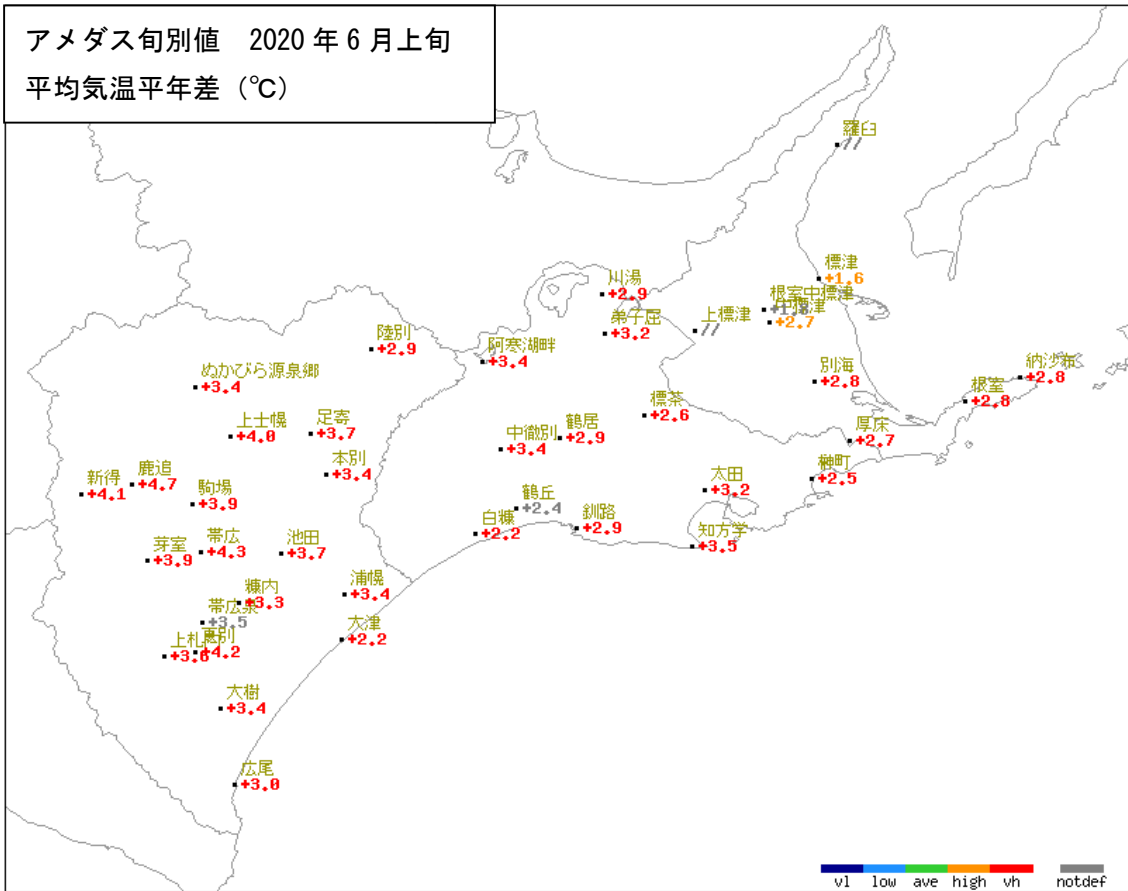 アメダス旬別値 2020年6月上旬
平均気温平年差（℃）
羅臼
//
標津
+1.6
川湯
+2.9
根室中標津
中標津
+2.7
上標津
//
弟子屈
+3.2
陸別
+2.9
阿寒湖畔
+3.4
ぬかびら源泉郷
+3.4
別海
+2.8
納沙布
+2.8
根室
+2.8
標茶
+2.6
上士幌
+4.0
足寄
+3.7
鶴居
+2.9
中徹別
+3.4
厚床
+2.7
本別
+3.4
新得
+4.1
鹿追
+4.7
駒場
+3.9
太田
+3.2
榊町
+2.5
鶴丘
+2.4
白糠
+2.2
釧路
+2.9
知方学
+3.5
芽室
+3.9
帯広
+4.3
池田
+3.7
糠内
+3.3
浦幌
+3.4
帯広泉
+3.5
大津
+2.2
上札内
+3.6
更別
+4.2
大樹
+3.4
広尾
+3.0
vl low ave high vh notdef